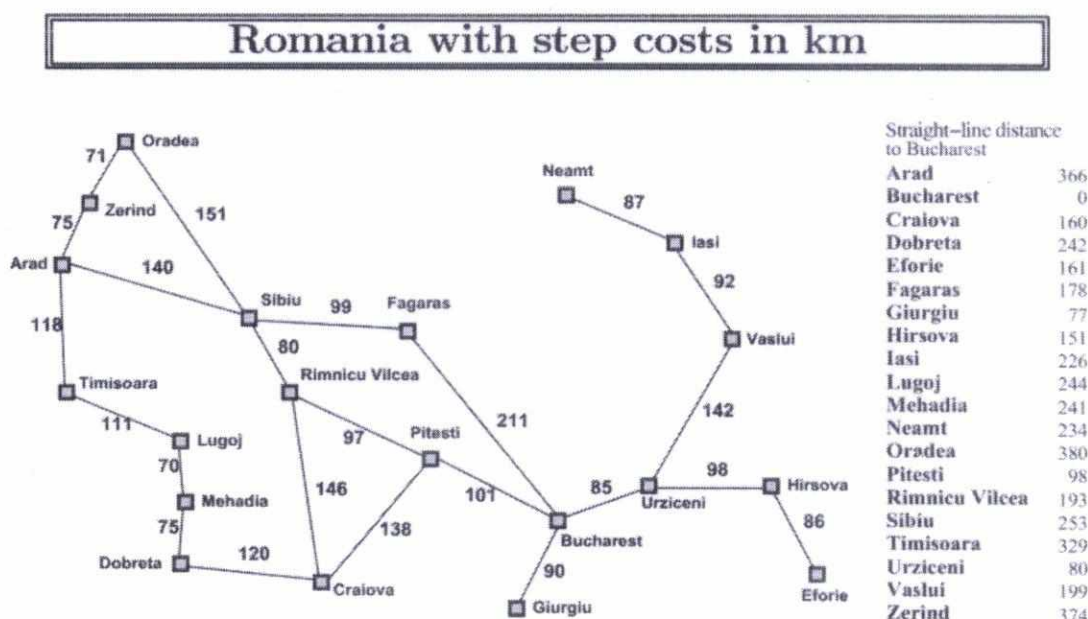 Romania with step costs in km
Oradea
71
Neamt
87
Zerind
151
75
Iasi
Arad
140
92
Sibiu
99
Fagaras
118
80
Vaslui
Timisoara
Rimnicu Vilcea
111
Lugoj
97
Pitesti
211
142
70
98
Hirsova
146
101
85
Urziceni
Mehadia
75
138
86
Bucharest
Dobreta
120
90
Craiova
Eforie
Giurgiu
Straight-line distance
to Bucharest
Arad 366
Bucharest 0
Craiova 160
Dobreta 242
Eforie 161
Fagaras 178
Giurgiu 77
Hirsova 151
Iasi 226
Lugoj 244
Mehadia 241
Neamt 234
Oradea 380
Pitesti 98
Rimnicu Vilcea 193
Sibiu 253
Timisoara 329
Urziceni 80
Vaslui 199
Zerind 374